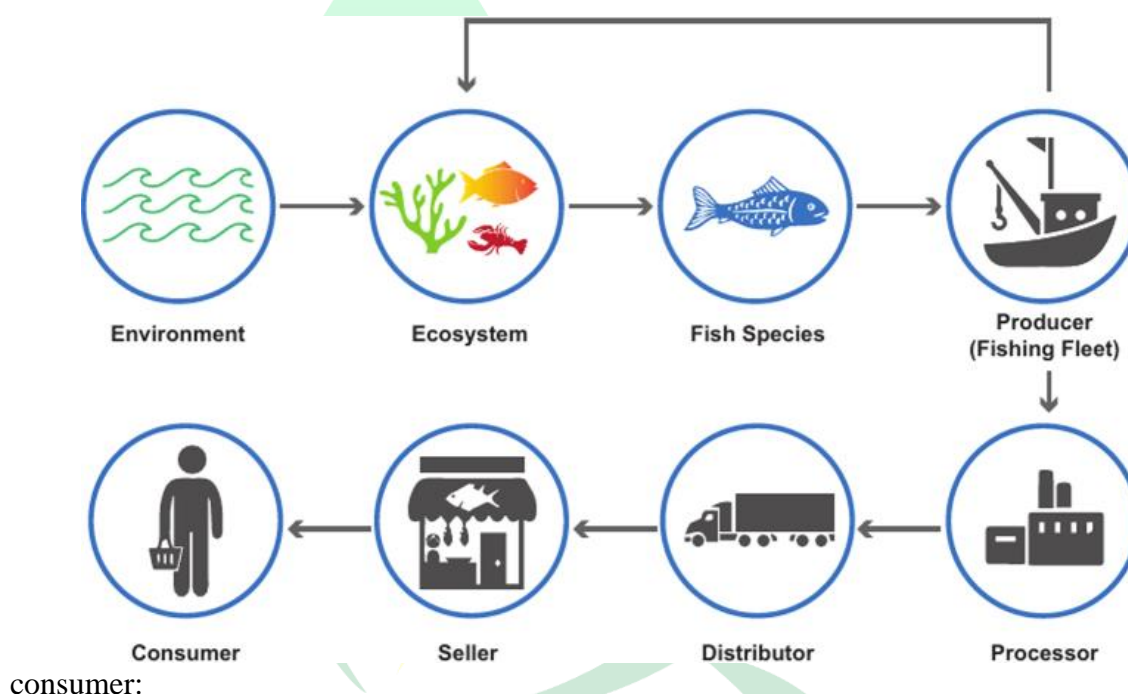 Environment
Ecosystem
Fish Species
Producer
(Fishing Fleet)
Consumer
Seller
Distributor
Processor
consumer: